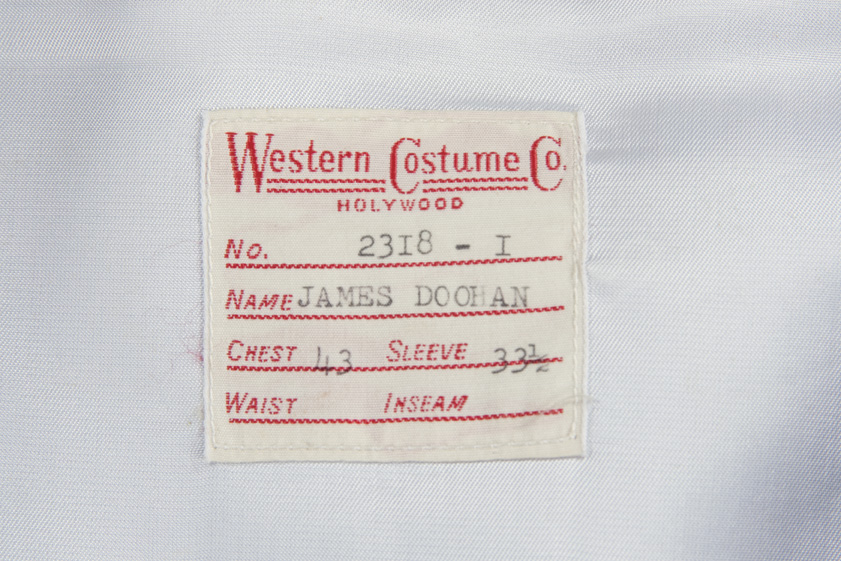 Western Costume Co.
HOLYWOOD
No. 2318 - I
NAME JAMES DOOHAN
CHEST 43 SLEEVE 33½
WAIST INSEAM